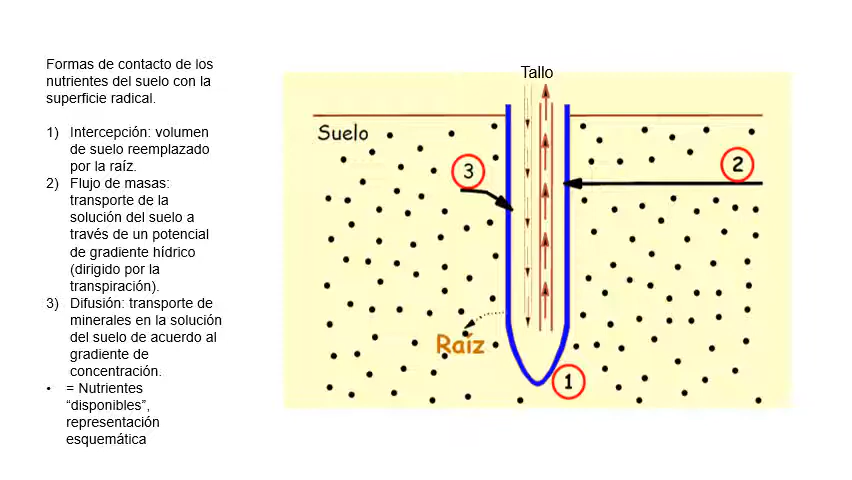 Formas de contacto de los
nutrientes del suelo con la
superficie radical.
1) Intercepción: volumen
de suelo reemplazado
por la raíz.
2) Flujo de masas:
transporte de la
solución del suelo a
través de un potencial
de gradiente hídrico
(dirigido por la
transpiración).
3) Difusión: transporte de
minerales en la solución
del suelo de acuerdo al
gradiente de
concentración.
• = Nutrientes
“disponibles”,
representación
esquemática
Tallo
Suelo
3
2
Raíz
1